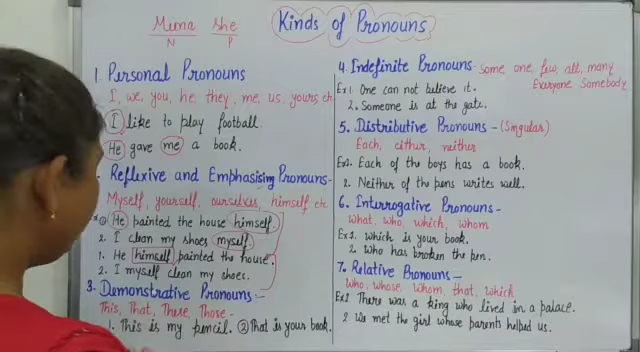 Muna She
N P
Kinds of Pronouns
1. Personal Pronouns
I, we, you, he, they, me, us, yours, etc
I like to play football.
He gave me a book.
Reflexive and Emphasising Pronouns-
Myself, yourself, ourselves, himself etc
① He painted the house himself.
2. I clean my shoes myself.
1. He himself painted the house.
2. I myself clean my shoes.
3. Demonstrative Pronouns :-
This, That, These, Those-
1. This is my pencil. ② That is your book.
4. Indefinite Pronouns- Some, one, few, all, many
Everyone Somebody
Ex 1. One can not believe it.
2. Someone is at the gate.
5. Distributive Pronouns - (Singular)
Each, either, neither
Each of the boys has a book.
2. Neither of the pens writes well.
6. Interrogative Pronouns-
What, who, which, whom
Ex 1. Which is your book.
2. Who has broken the pen.
7. Relative Pronouns-
Who, whose, whom, that, which
Ex 1 There was a king who lived in a palace.
2 We met the girl whose parents helped us.